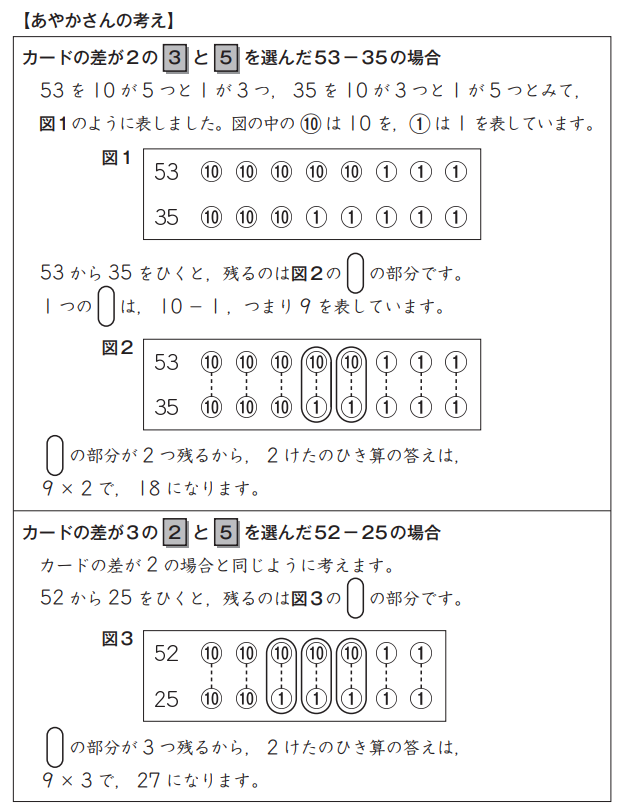 【あやかさんの考え】
カードの差が2の 3 と 5 を選んだ53-35の場合
53 を 10 が 5 つと 1 が 3 つ, 35 を 10 が 3 つと 1 が 5 つとみて,
図1のように表しました。図の中の ⑩ は 10 を, ① は 1 を表しています。
図1
53 ⑩ ⑩ ⑩ ⑩ ⑩ ① ① ①
35 ⑩ ⑩ ⑩ ① ① ① ① ①
53 から 35 をひくと, 残るのは図2の の部分です。
1 つの は, 10 - 1, つまり 9 を表しています。
図2
53 ⑩ ⑩ ⑩ ⑩ ⑩ ① ① ①
35 ⑩ ⑩ ⑩ ① ① ① ① ①
の部分が 2 つ残るから, 2 けたのひき算の答えは,
9 × 2 で, 18 になります。
カードの差が3の 2 と 5 を選んだ52-25の場合
カードの差が 2 の場合と同じように考えます。
52 から 25 をひくと, 残るのは図3の の部分です。
図3
52 ⑩ ⑩ ⑩ ⑩ ⑩ ① ①
25 ⑩ ⑩ ① ① ① ① ①
の部分が 3 つ残るから, 2 けたのひき算の答えは,
9 × 3 で, 27 になります。